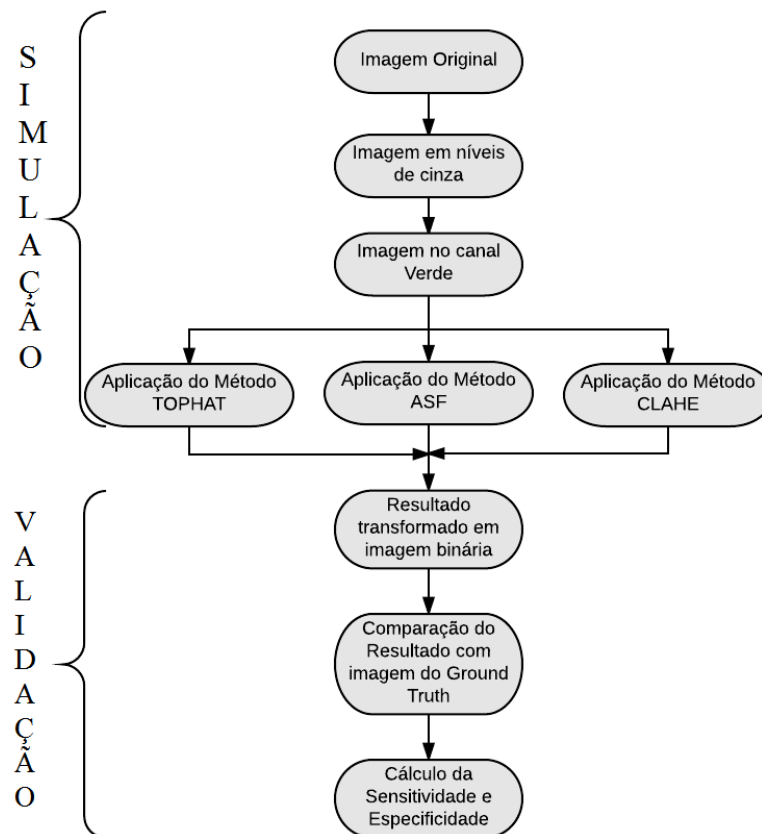 SIMULAÇÃO
Imagem Original
Imagem em níveis
de cinza
Imagem no canal
Verde
Aplicação do Método
TOPHAT
Aplicação do Método
ASF
Aplicação do Método
CLAHE
VALIDAÇÃO
Resultado
transformado em
imagem binária
Comparação do
Resultado com
imagem do Ground
Truth
Cálculo da
Sensitividade e
Especificidade